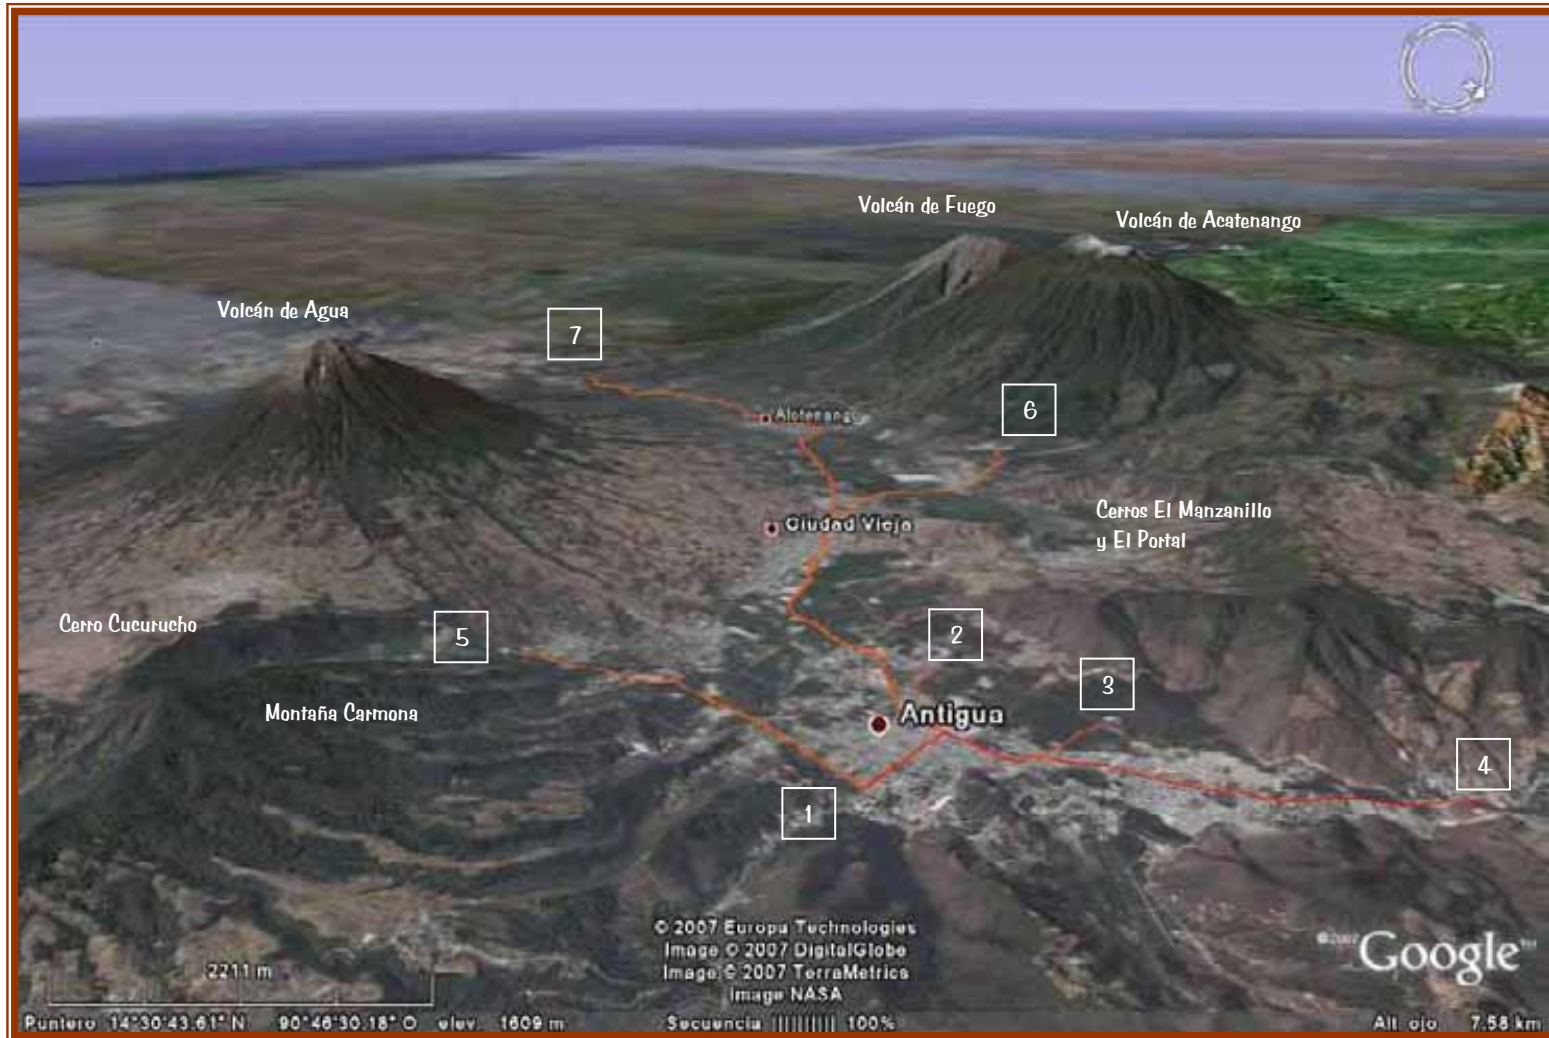 Volcán de Fuego
Volcán de Acatenango
Volcán de Agua
7
6
Alotenango
Cerros El Manzanillo
y El Portal
Ciudad Vieja
Cerro Cucurucho
5
2
3
Montaña Carmona
Antigua
4
1
© 2007 Europa Technologies
Image © 2007 DigitalGlobe
Image © 2007 TerraMetrics
Image NASA
©2007 Google™
2211 m
Puntero 14°30'43.61" N 90°46'30.18" O elev. 1609 m Secuencia |||||||||| 100% Alt. ojo 7.58 km